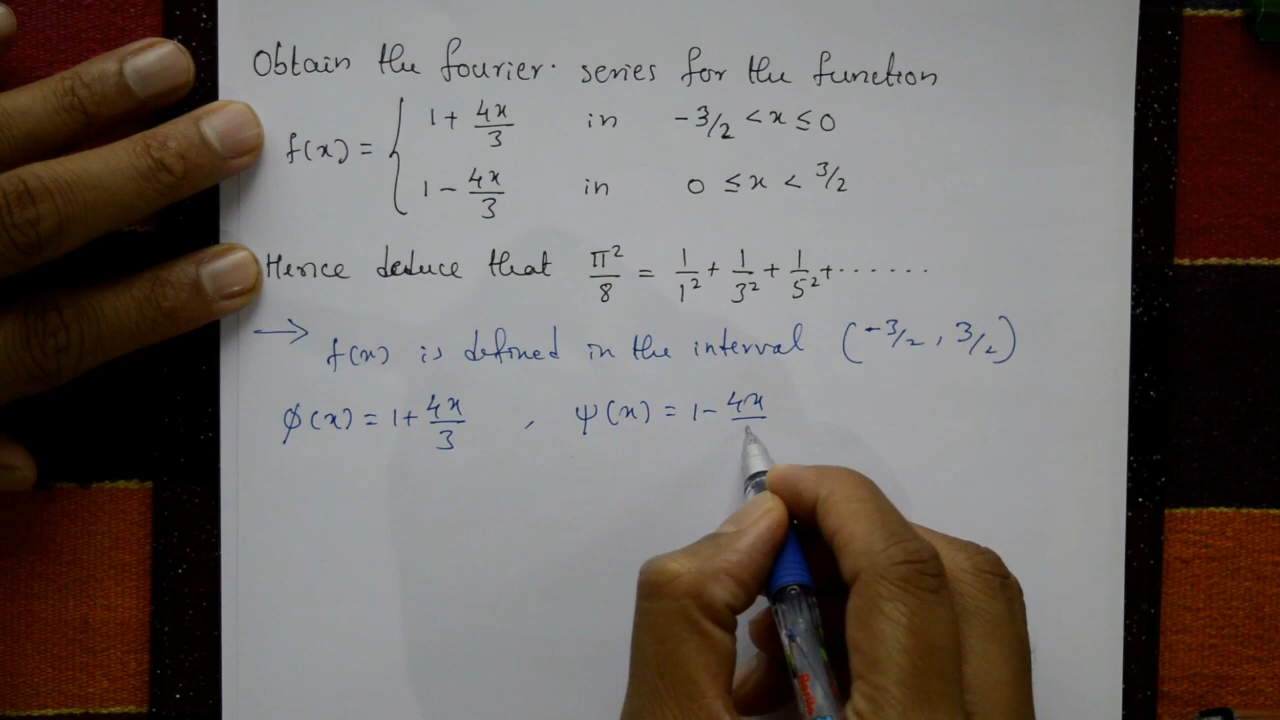 Obtain the fourier. series for the function
f(x) = { 1 + 4x/3 in -3/2 < x ≤ 0
1 - 4x/3 in 0 ≤ x < 3/2
Hence deduce that π²/8 = 1/1² + 1/3² + 1/5² + ......
→ f(x) is defined in the interval (-3/2, 3/2)
φ(x) = 1 + 4x/3 , ψ(x) = 1 - 4x/